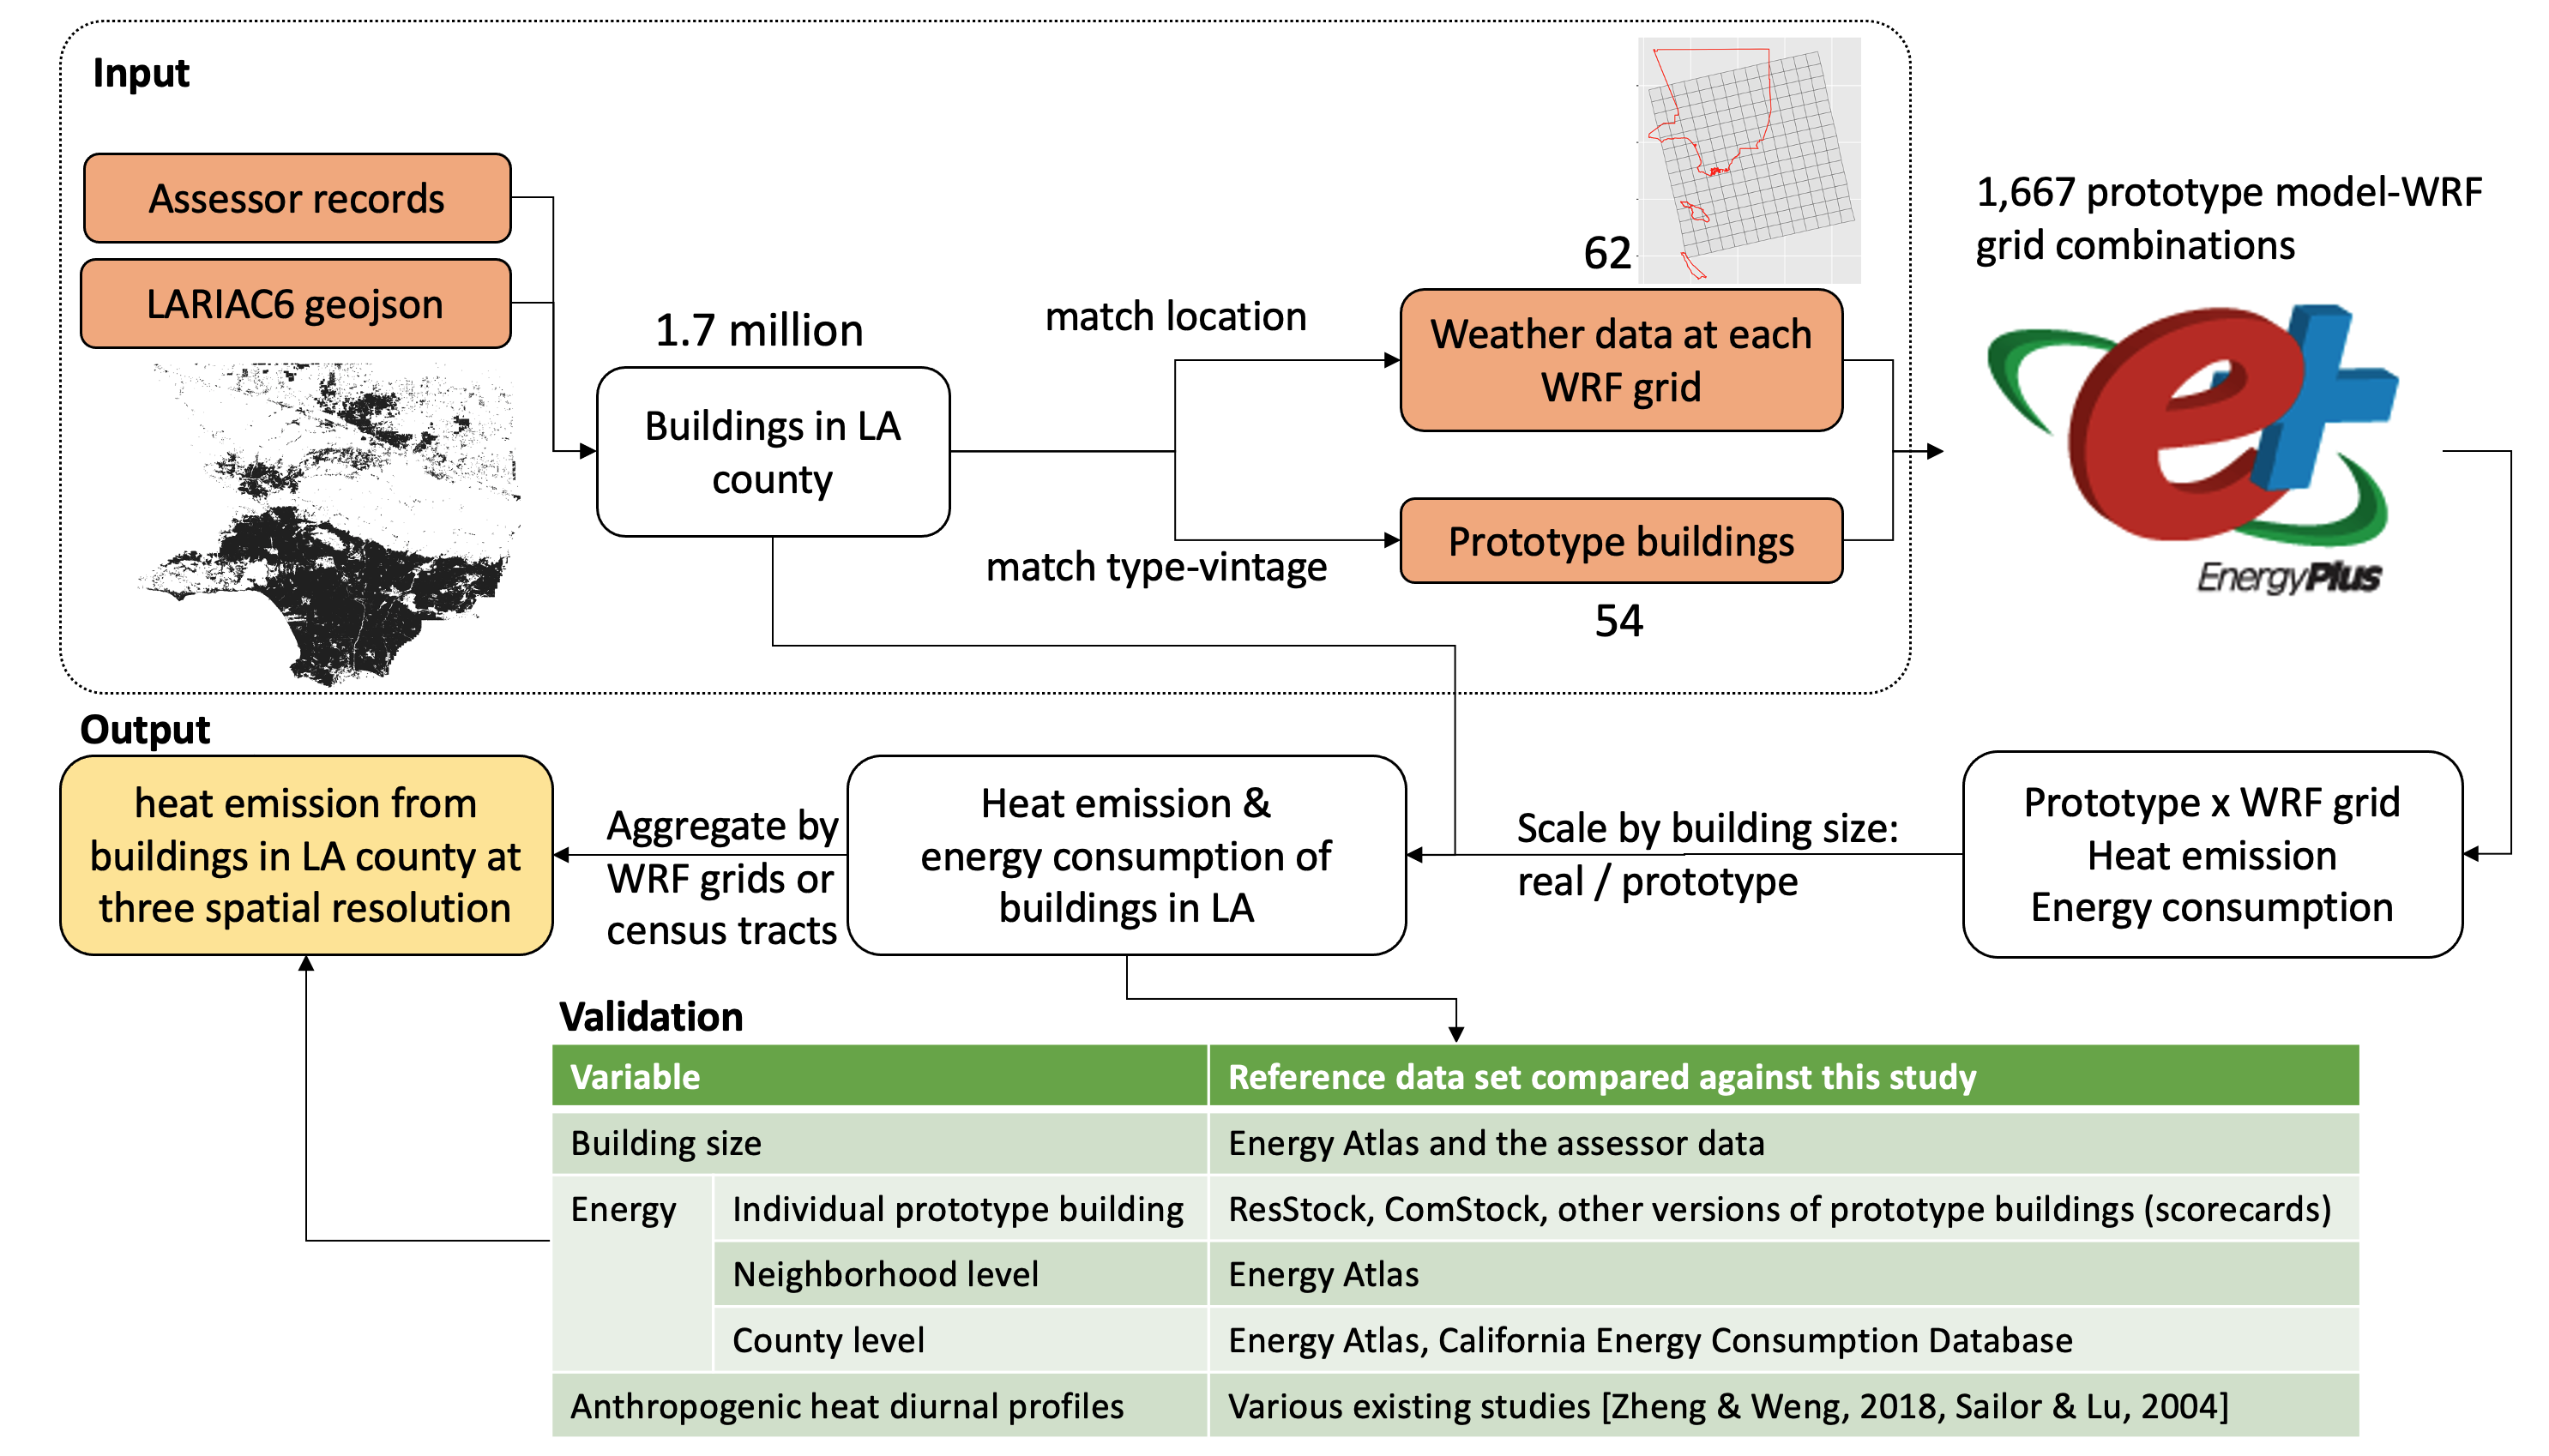 Input
Assessor records
LARIAC6 geojson
1.7 million
Buildings in LA
county
match location
match type-vintage
62
Weather data at each
WRF grid
Prototype buildings
54
1,667 prototype model-WRF
grid combinations
e+
EnergyPlus
Output
heat emission from
buildings in LA county at
three spatial resolution
Aggregate by
WRF grids or
census tracts
Heat emission &
energy consumption of
buildings in LA
Scale by building size:
real / prototype
Prototype x WRF grid
Heat emission
Energy consumption
Validation
Variable
Reference data set compared against this study
Building size
Energy Atlas and the assessor data
Energy
Individual prototype building
ResStock, ComStock, other versions of prototype buildings (scorecards)
Neighborhood level
Energy Atlas
County level
Energy Atlas, California Energy Consumption Database
Anthropogenic heat diurnal profiles
Various existing studies [Zheng & Weng, 2018, Sailor & Lu, 2004]